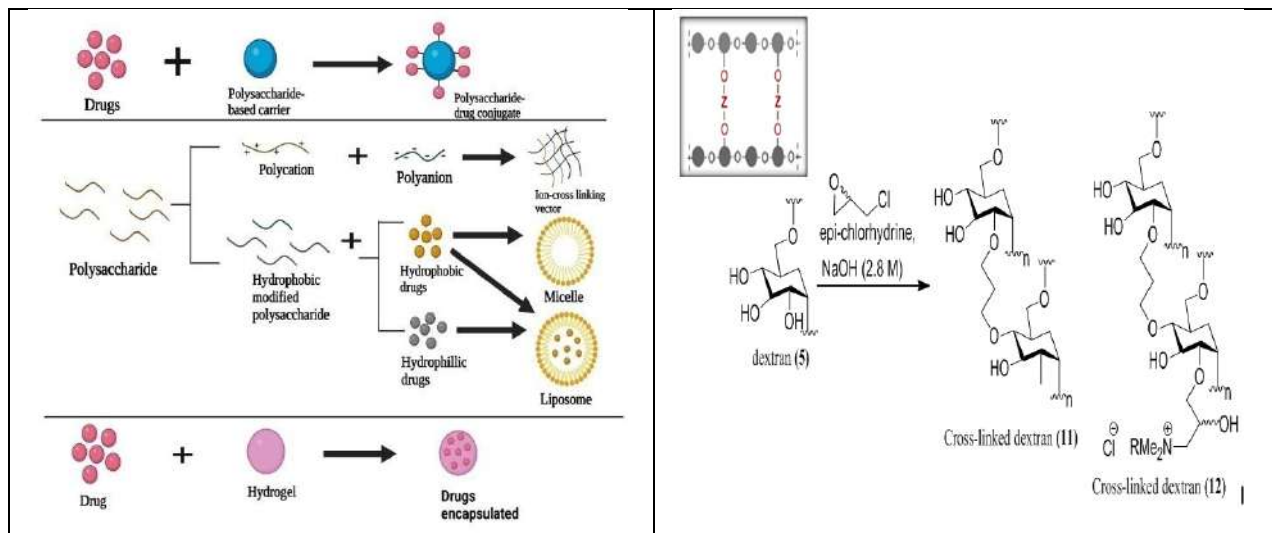 Drugs
+
Polysaccharide-
based carrier
Polysaccharide-
drug conjugate
Polysaccharide
Polycation
+
Polyanion
Ion-cross linking
vector
Hydrophobic
modified
polysaccharide
+
Hydrophobic
drugs
Hydrophillic
drugs
Micelle
Liposome
Drug
+
Hydrogel
Drugs
encapsulated
O O O O O
O O
Z Z
O O
O O O O O
O
HO
HO
OH
dextran (5)
O
Cl
epi-chlorhydrine,
NaOH (2.8 M)
O
HO
HO
O
n
O
O
HO
n
Cross-linked dextran (11)
O
HO
HO
O
n
O
O
HO
O
n
OH
Cl ⊖
RMe₂N ⊕
Cross-linked dextran (12)